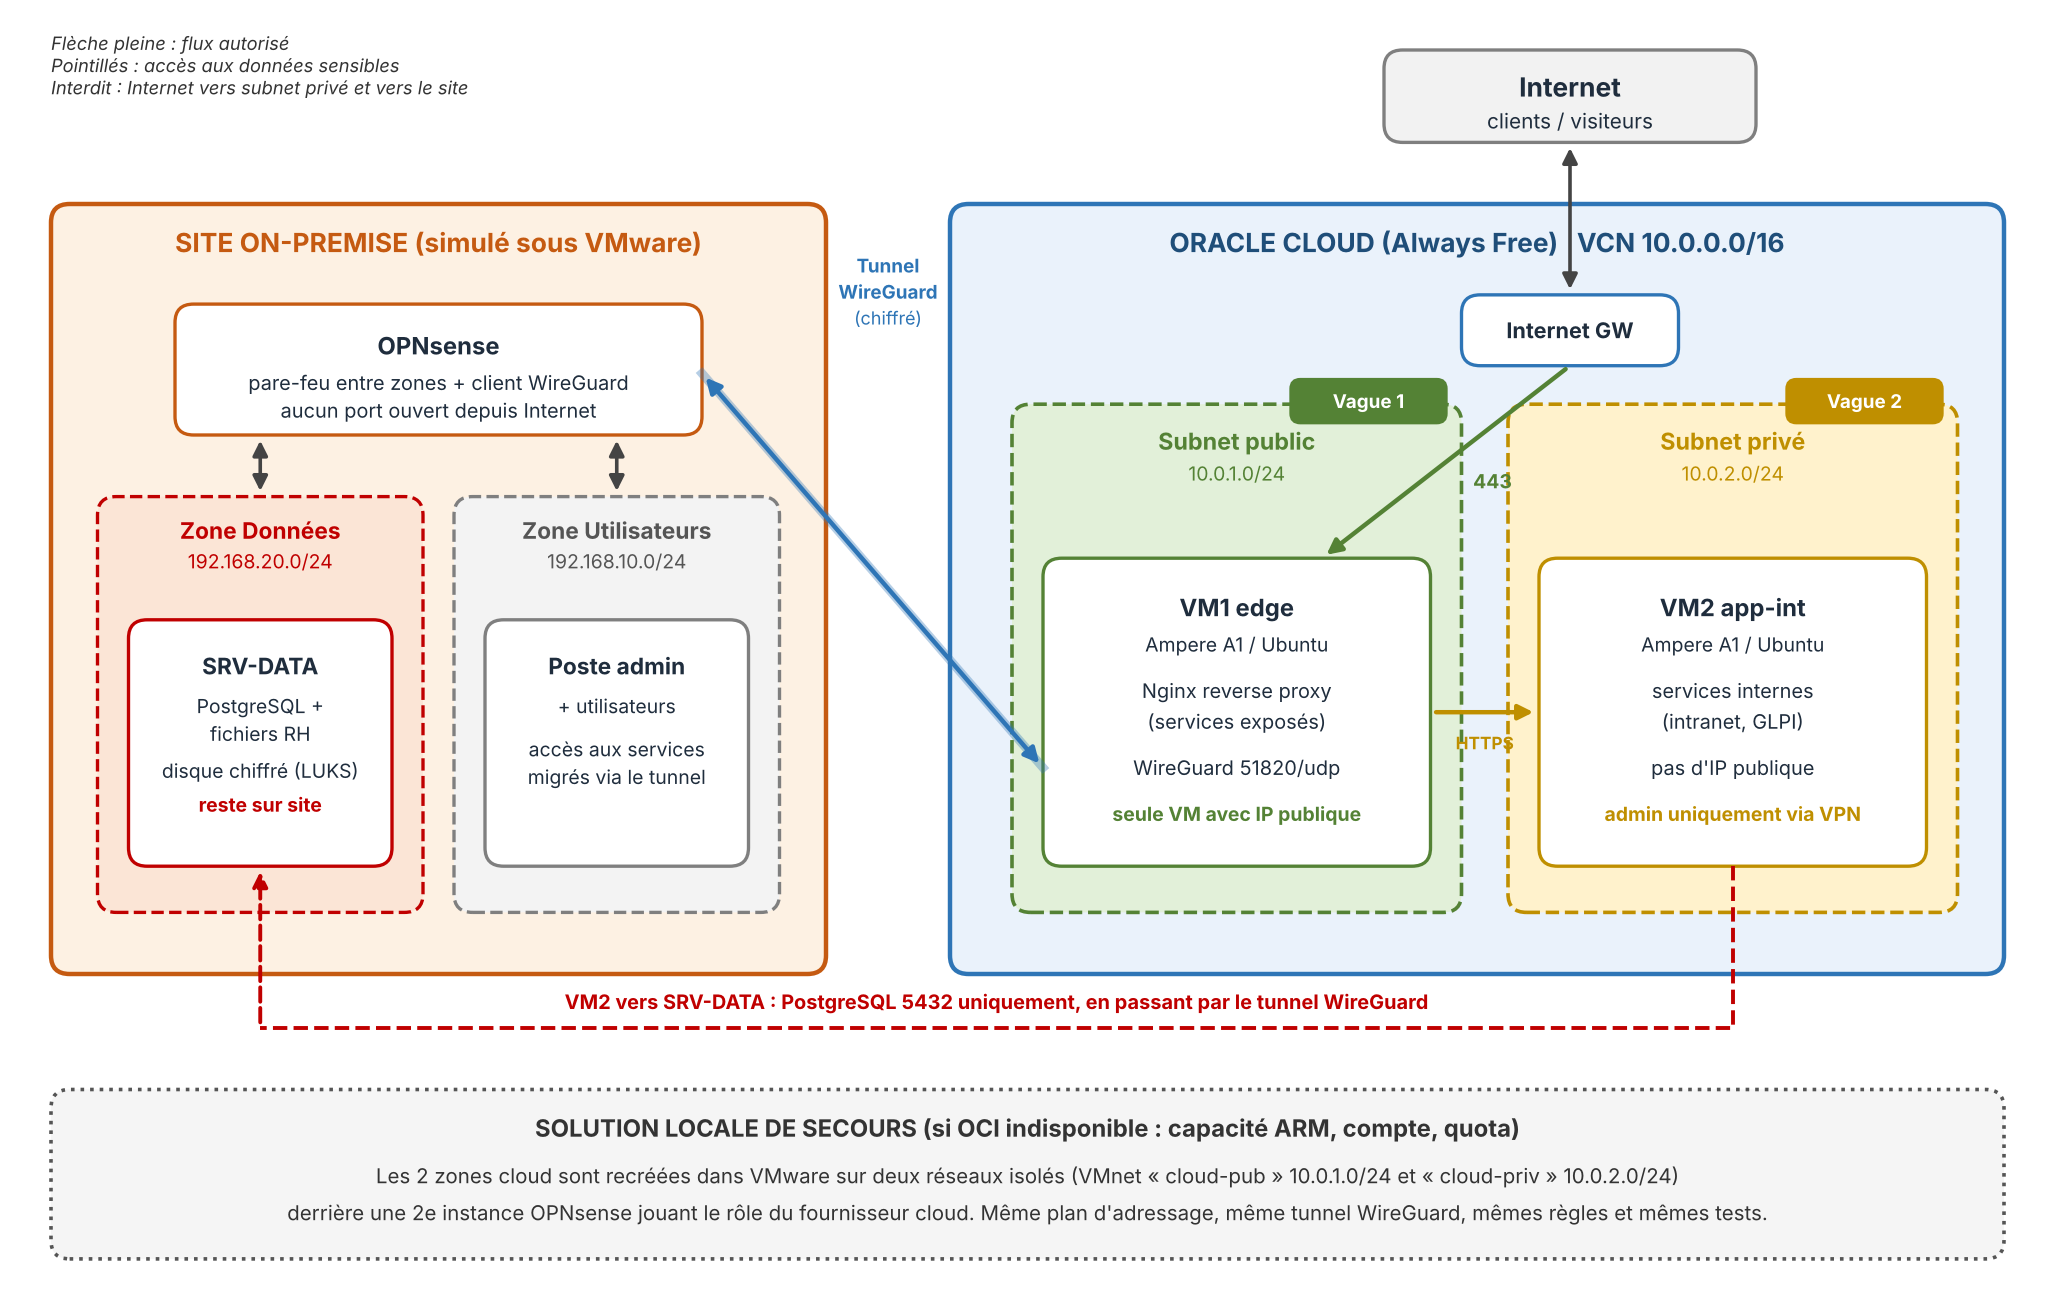 Flèche pleine : flux autorisé
Pointillés : accès aux données sensibles
Interdit : Internet vers subnet privé et vers le site
Internet
clients / visiteurs
SITE ON-PREMISE (simulé sous VMware)
Tunnel
WireGuard
(chiffré)
ORACLE CLOUD (Always Free)   VCN 10.0.0.0/16
OPNsense
pare-feu entre zones + client WireGuard
aucun port ouvert depuis Internet
Internet GW
Zone Données
192.168.20.0/24
SRV-DATA
PostgreSQL +
fichiers RH
disque chiffré (LUKS)
reste sur site
Zone Utilisateurs
192.168.10.0/24
Poste admin
+ utilisateurs
accès aux services
migrés via le tunnel
Vague 1
Subnet public
10.0.1.0/24
443
VM1 edge
Ampere A1 / Ubuntu
Nginx reverse proxy
(services exposés)
WireGuard 51820/udp
seule VM avec IP publique
HTTPS
Vague 2
Subnet privé
10.0.2.0/24
VM2 app-int
Ampere A1 / Ubuntu
services internes
(intranet, GLPI)
pas d'IP publique
admin uniquement via VPN
VM2 vers SRV-DATA : PostgreSQL 5432 uniquement, en passant par le tunnel WireGuard
SOLUTION LOCALE DE SECOURS (si OCI indisponible : capacité ARM, compte, quota)
Les 2 zones cloud sont recréées dans VMware sur deux réseaux isolés (VMnet « cloud-pub » 10.0.1.0/24 et « cloud-priv » 10.0.2.0/24)
derrière une 2e instance OPNsense jouant le rôle du fournisseur cloud. Même plan d'adressage, même tunnel WireGuard, mêmes règles et mêmes tests.